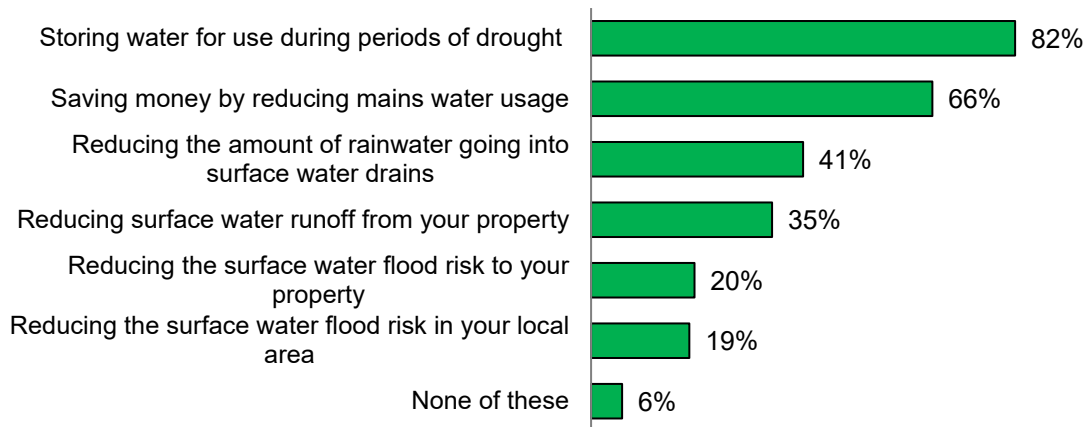 Storing water for use during periods of drought
82%
Saving money by reducing mains water usage
66%
Reducing the amount of rainwater going into
surface water drains
41%
Reducing surface water runoff from your property
35%
Reducing the surface water flood risk to your
property
20%
Reducing the surface water flood risk in your local
area
19%
None of these
6%